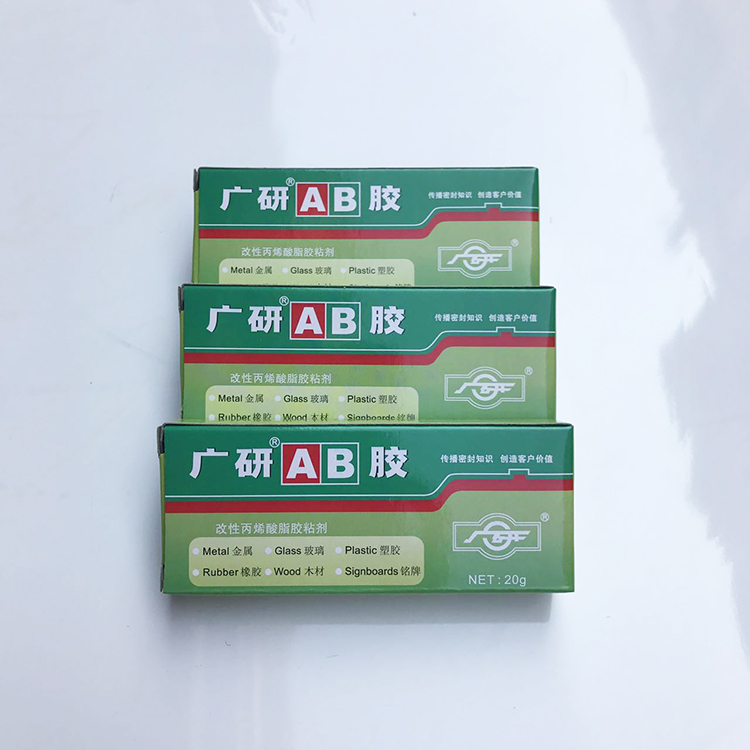 广研®AB胶
传播密封知识 创造客户价值
改性丙烯酸脂胶粘剂
Metal 金属 Glass 玻璃 Plastic 塑胶
®
广研®AB胶
传播密封知识 创造客户价值
改性丙烯酸脂胶粘剂
Metal 金属 Glass 玻璃 Plastic 塑胶
Rubber 橡胶 Wood 木材 Signboards 铭牌
®
广研®AB胶
传播密封知识 创造客户价值
改性丙烯酸脂胶粘剂
Metal 金属 Glass 玻璃 Plastic 塑胶
Rubber 橡胶 Wood 木材 Signboards 铭牌
®
NET : 20g